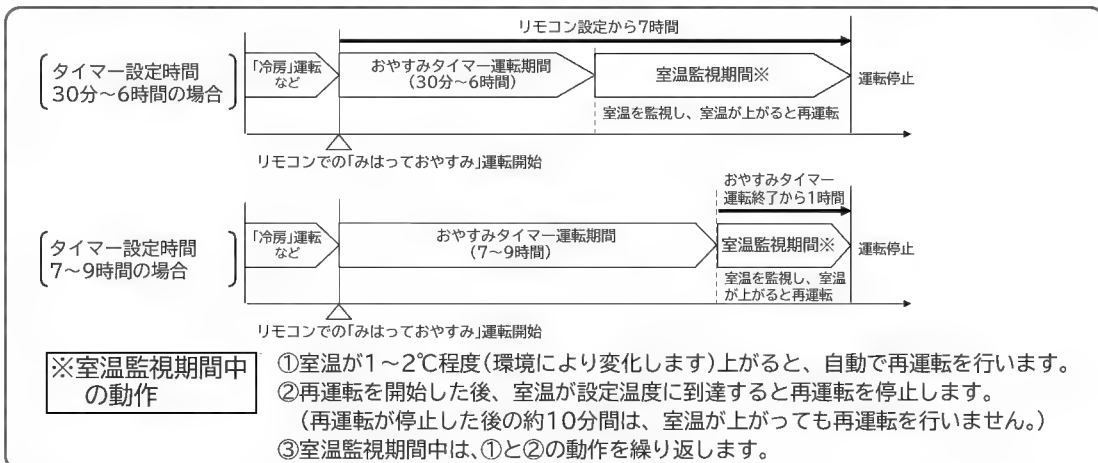 リモコン設定から7時間
タイマー設定時間
30分～6時間の場合
「冷房」運転
など
おやすみタイマー運転期間
(30分～6時間)
室温監視期間※
運転停止
室温を監視し、室温が上がると再運転
リモコンでの「みはっておやすみ」運転開始
おやすみタイマー
運転終了から1時間
タイマー設定時間
7～9時間の場合
「冷房」運転
など
おやすみタイマー運転期間
(7～9時間)
室温監視期間※
運転停止
室温を監視し、室温
が上がると再運転
リモコンでの「みはっておやすみ」運転開始
※室温監視期間中
の動作
①室温が1～2℃程度(環境により変化します)上がると、自動で再運転を行います。
②再運転を開始した後、室温が設定温度に到達すると再運転を停止します。
(再運転が停止した後の約10分間は、室温が上がっても再運転を行いません。)
③室温監視期間中は、①と②の動作を繰り返します。